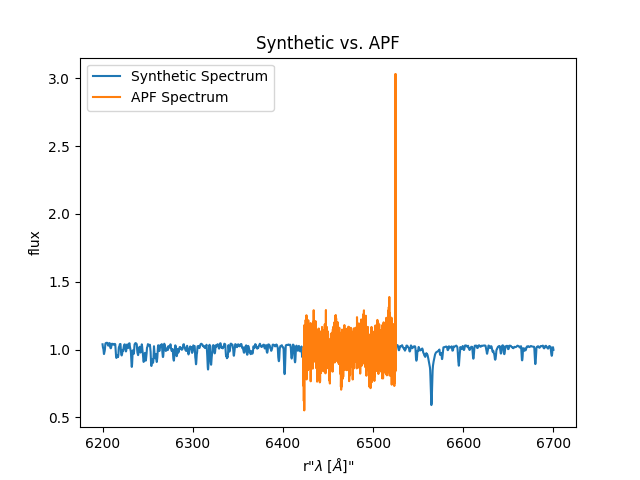 Synthetic vs. APF
Synthetic Spectrum
APF Spectrum
3.0
2.5
2.0
1.5
1.0
0.5
flux
6200 6300 6400 6500 6600 6700
r"λ [Å]"